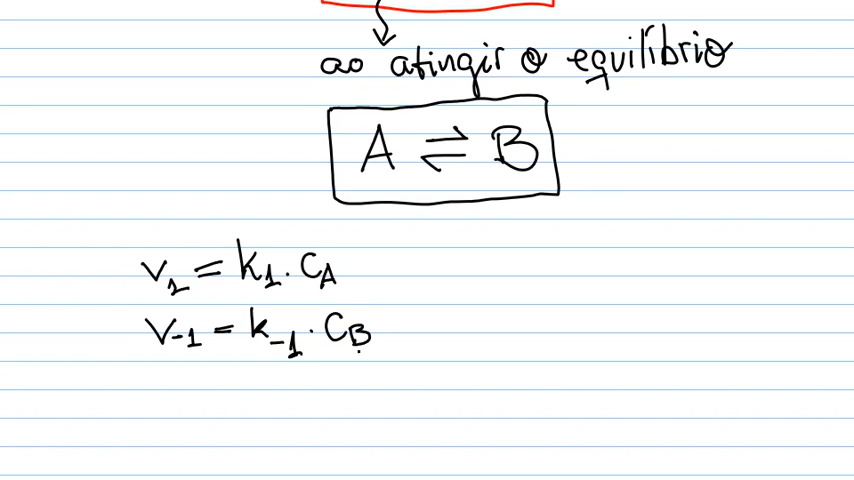 ao atingir o equilíbrio
A ⇌ B
v₁ = k₁ · c_A
v₋₁ = k₋₁ · c_B